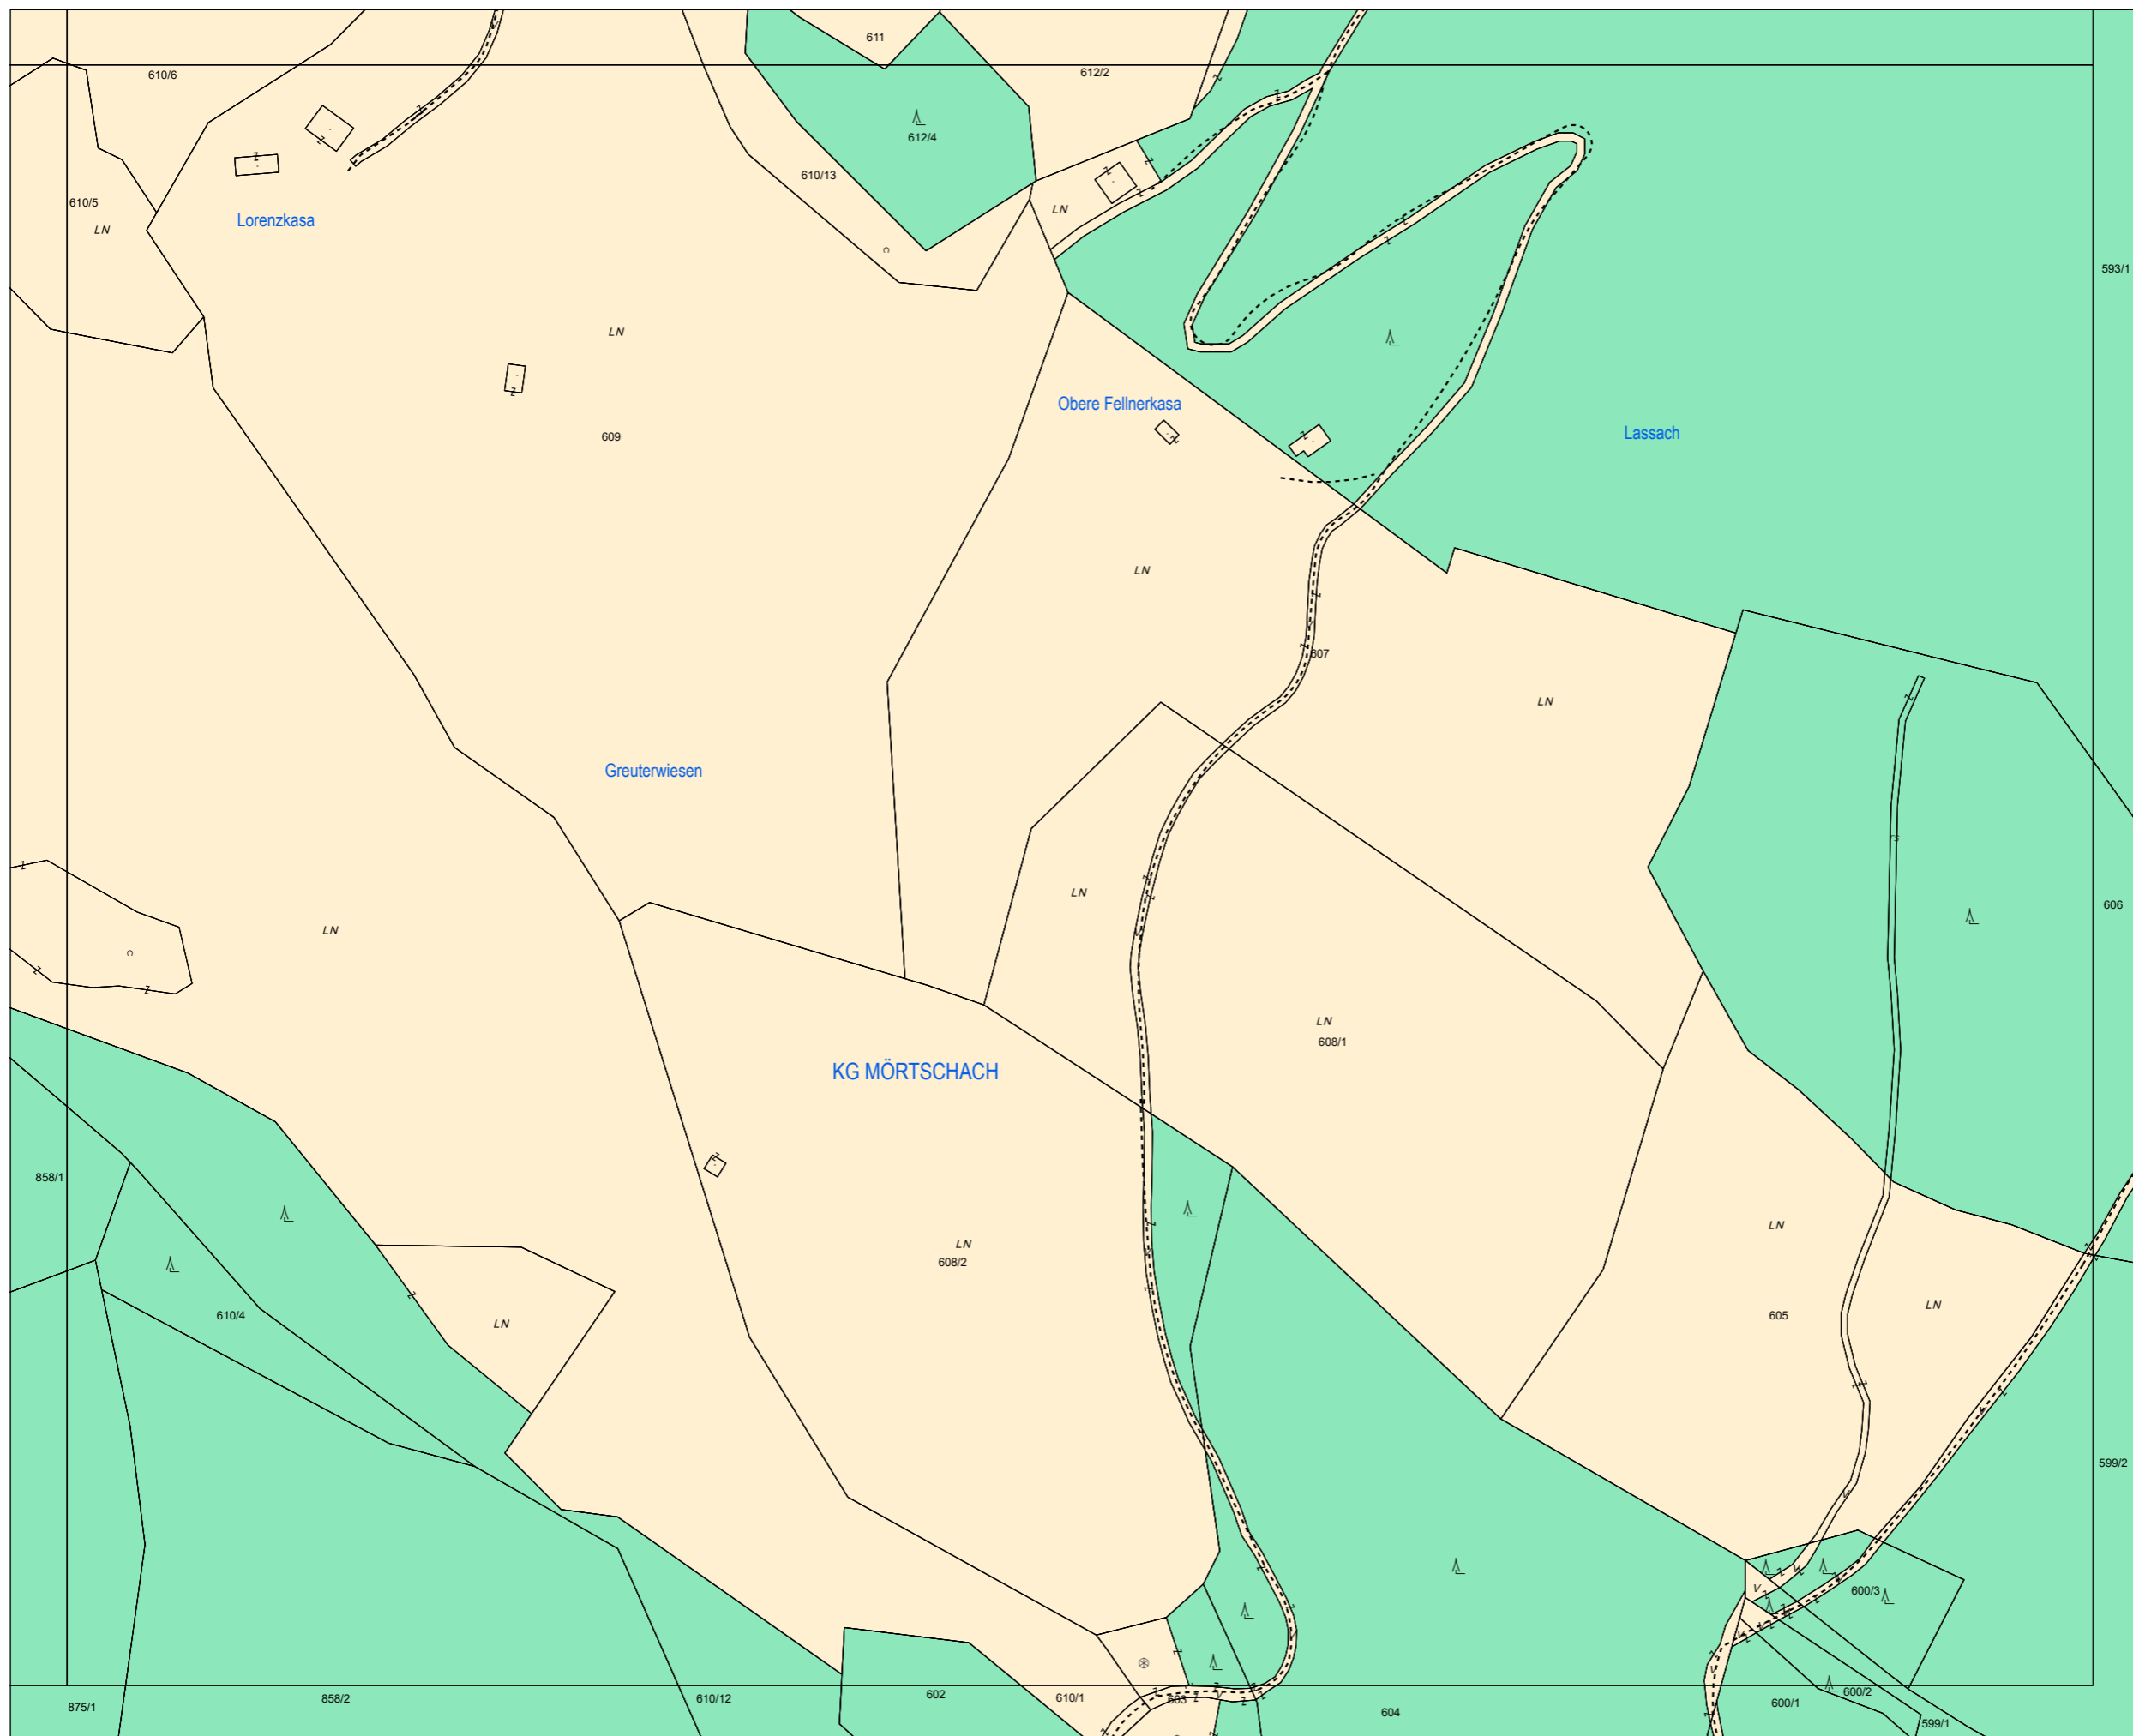 611
610/6
612/2
612/4
610/13
610/5
LN
LN
Lorenzkasa
593/1
LN
Obere Fellnerkasa
Lassach
609
LN
607
LN
Greuterwiesen
LN
606
LN
FS
LN
608/1
KG MÖRTSCHACH
858/1
LN
LN
608/2
LN
610/4
LN
605
599/2
600/3
V
875/1
858/2
610/12
602
610/1
603
604
600/1
600/2
599/1